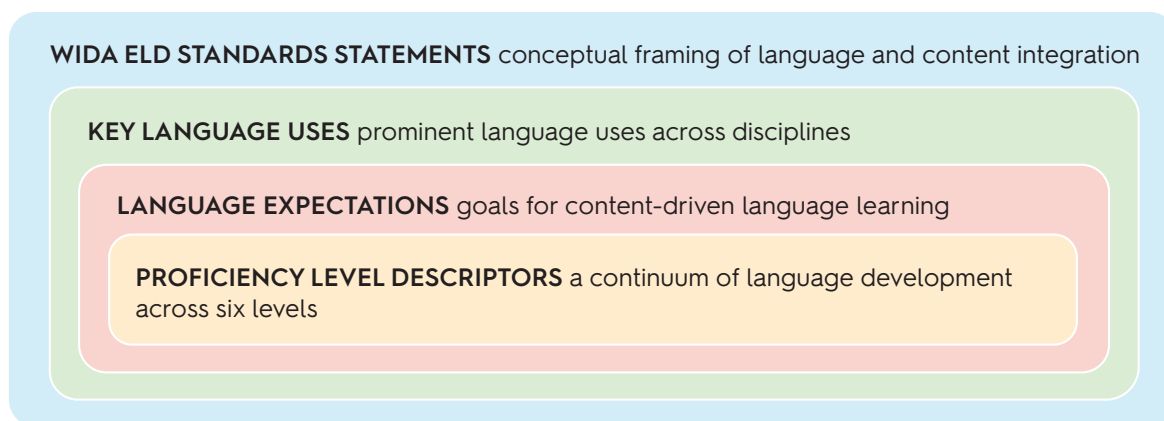 WIDA ELD STANDARDS STATEMENTS conceptual framing of language and content integration
KEY LANGUAGE USES prominent language uses across disciplines
LANGUAGE EXPECTATIONS goals for content-driven language learning
PROFICIENCY LEVEL DESCRIPTORS a continuum of language development
across six levels